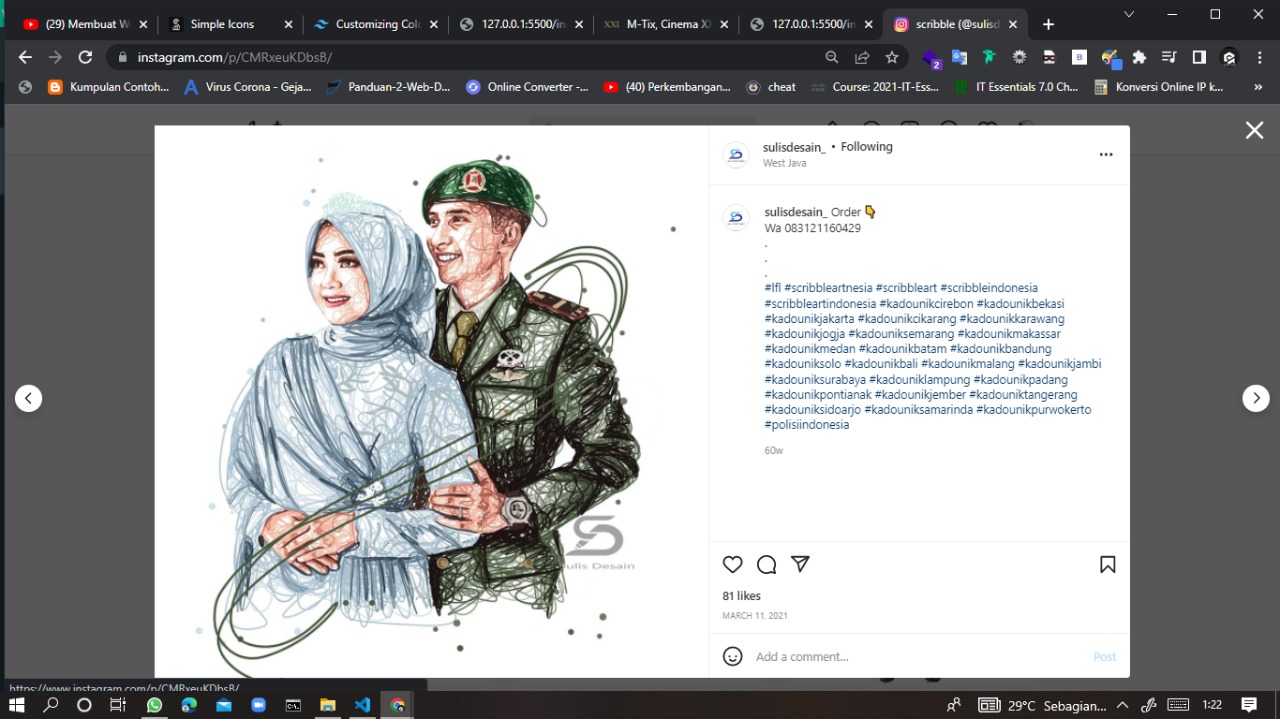 (29) Membuat W
Simple Icons
Customizing Colo
127.0.0.1:5500/in
M-Tix, Cinema X
127.0.0.1:5500/in
scribble (@sulisd
instagram.com/p/CMRxeuKDbsB/
2
Kumpulan Contoh...
Virus Corona - Geja...
Panduan-2-Web-D...
Online Converter -...
(40) Perkembangan...
cheat
Course: 2021-IT-Ess...
IT Essentials 7.0 Ch...
Konversi Online IP k...
»
sulisdesain_ • Following
West Java
sulisdesain_ Order 👇
Wa 083121160429
.
.
.
#lfl #scribbleartnesia #scribbleart #scribbleindonesia
#scribbleartindonesia #kadounikcirebon #kadounikbekasi
#kadounikjakarta #kadounikcikarang #kadounikkarawang
#kadounikjogja #kadouniksemarang #kadounikmakassar
#kadounikmedan #kadounikbatam #kadounikbandung
#kadouniksolo #kadounikbali #kadounikmalang #kadounikjambi
#kadouniksurabaya #kadouniklampung #kadounikpadang
#kadounikpontianak #kadounikjember #kadouniktangerang
#kadouniksidoarjo #kadouniksamarinda #kadounikpurwokerto
#polisiindonesia
60w
ulis Desain
81 likes
MARCH 11, 2021
Add a comment...
Post
https://www.instagram.com/p/CMRxeuKDbsB/
29°C Sebagian...
1:22